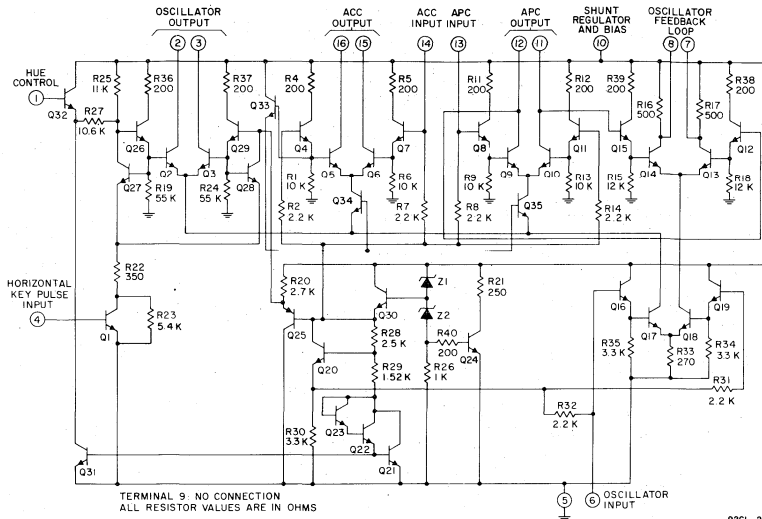 OSCILLATOR OUTPUT
ACC OUTPUT
ACC INPUT
APC INPUT
APC OUTPUT
SHUNT REGULATOR AND BIAS
OSCILLATOR FEEDBACK LOOP
2
3
16
15
14
13
12
11
10
8
7
HUE CONTROL
1
Q32
R25 11 K
R36 200
R37 200
Q33
R4 200
R5 200
R11 200
R12 200
R39 200
R16 500
R17 500
R38 200
R27 10.6 K
Q26
Q29
Q4
Q7
Q8
Q11
Q15
Q12
Q27
Q2
Q3
Q28
Q5
Q6
Q9
Q10
Q14
Q13
R19 55 K
R24 55 K
R1 10 K
R6 10 K
R9 10 K
R13 10 K
R15 12 K
R18 12 K
Q34
Q35
R2 2.2 K
R7 2.2 K
R8 2.2 K
R14 2.2 K
R22 350
R20 2.7 K
Z1
R21 250
HORIZONTAL KEY PULSE INPUT
4
Q1
R23 5.4 K
Q25
Q30
Z2
R28 2.5 K
R40 200
Q24
Q16
Q19
Q17
Q18
Q20
R29 1.52 K
R26 1 K
R35 3.3 K
R33 270
R34 3.3 K
R31 2.2 K
R32 2.2 K
Q23
Q22
R30 3.3 K
Q31
Q21
5
6
OSCILLATOR INPUT
TERMINAL 9: NO CONNECTION
ALL RESISTOR VALUES ARE IN OHMS